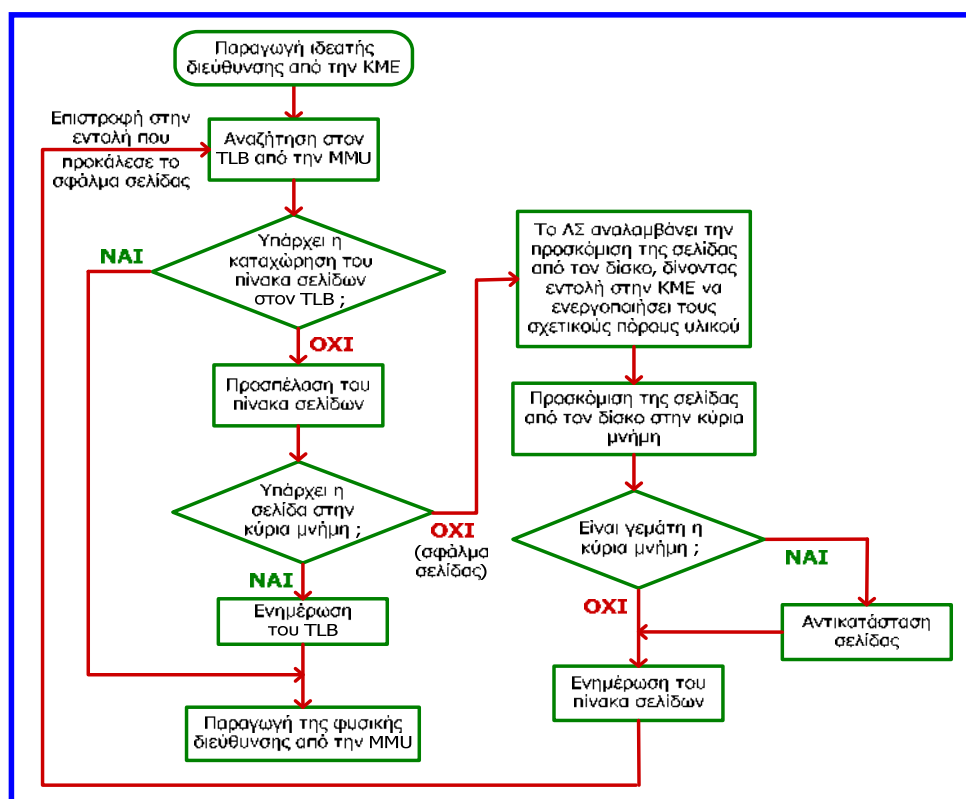 Παραγωγή ιδεατής
διεύθυνσης από την ΚΜΕ
Επιστροφή στην
εντολή που
προκάλεσε το
σφάλμα σελίδας
Αναζήτηση στον
TLB από την MMU
Υπάρχει η
καταχώρηση του
πίνακα σελίδων
στον TLB ;
ΝΑΙ
ΟΧΙ
Προσπέλαση του
πίνακα σελίδων
Υπάρχει η
σελίδα στην
κύρια μνήμη ;
ΟΧΙ
(σφάλμα
σελίδας)
ΝΑΙ
Ενημέρωση
του TLB
Παραγωγή της φυσικής
διεύθυνσης από την MMU
Το ΛΣ αναλαμβάνει την
προσκόμιση της σελίδας
από τον δίσκο, δίνοντας
εντολή στην ΚΜΕ να
ενεργοποιήσει τους
σχετικούς πόρους υλικού
Προσκόμιση της σελίδας
από τον δίσκο στην κύρια
μνήμη
Είναι γεμάτη η
κύρια μνήμη ;
ΝΑΙ
ΟΧΙ
Αντικατάσταση
σελίδας
Ενημέρωση του
πίνακα σελίδων